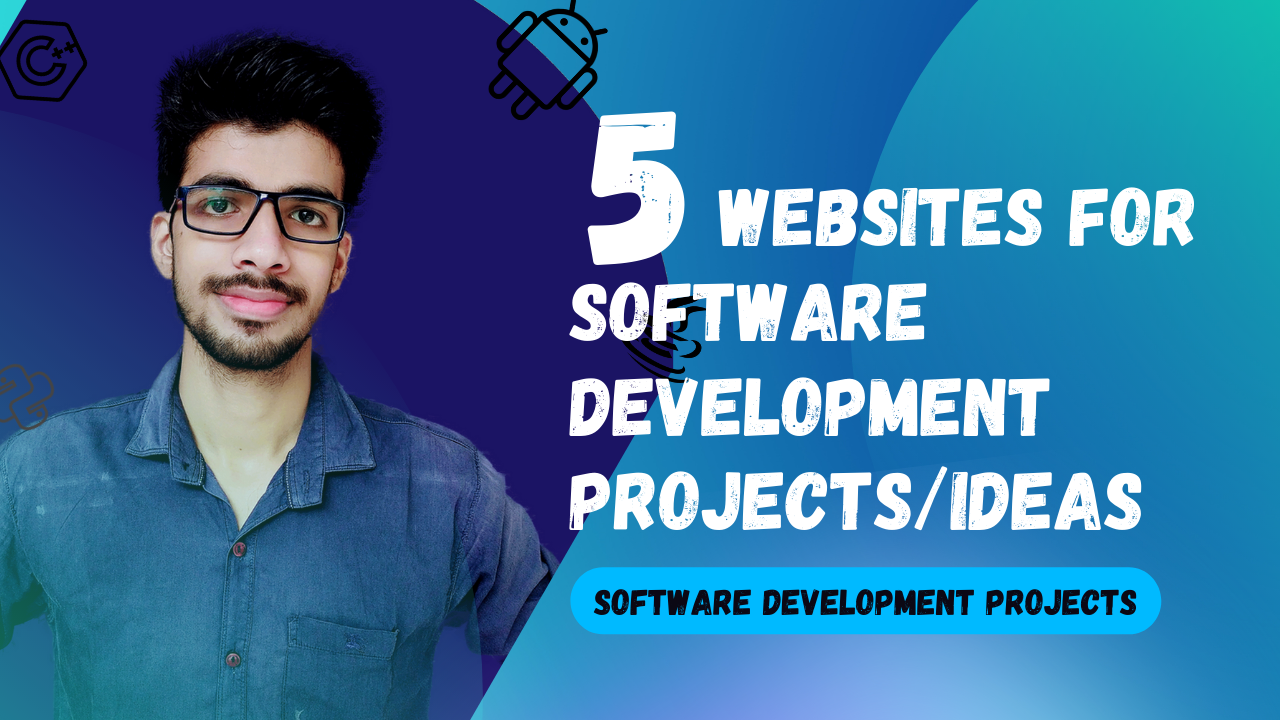 C++
5 WEBSITES FOR
SOFTWARE
DEVELOPMENT
PROJECTS/IDEAS
SOFTWARE DEVELOPMENT PROJECTS